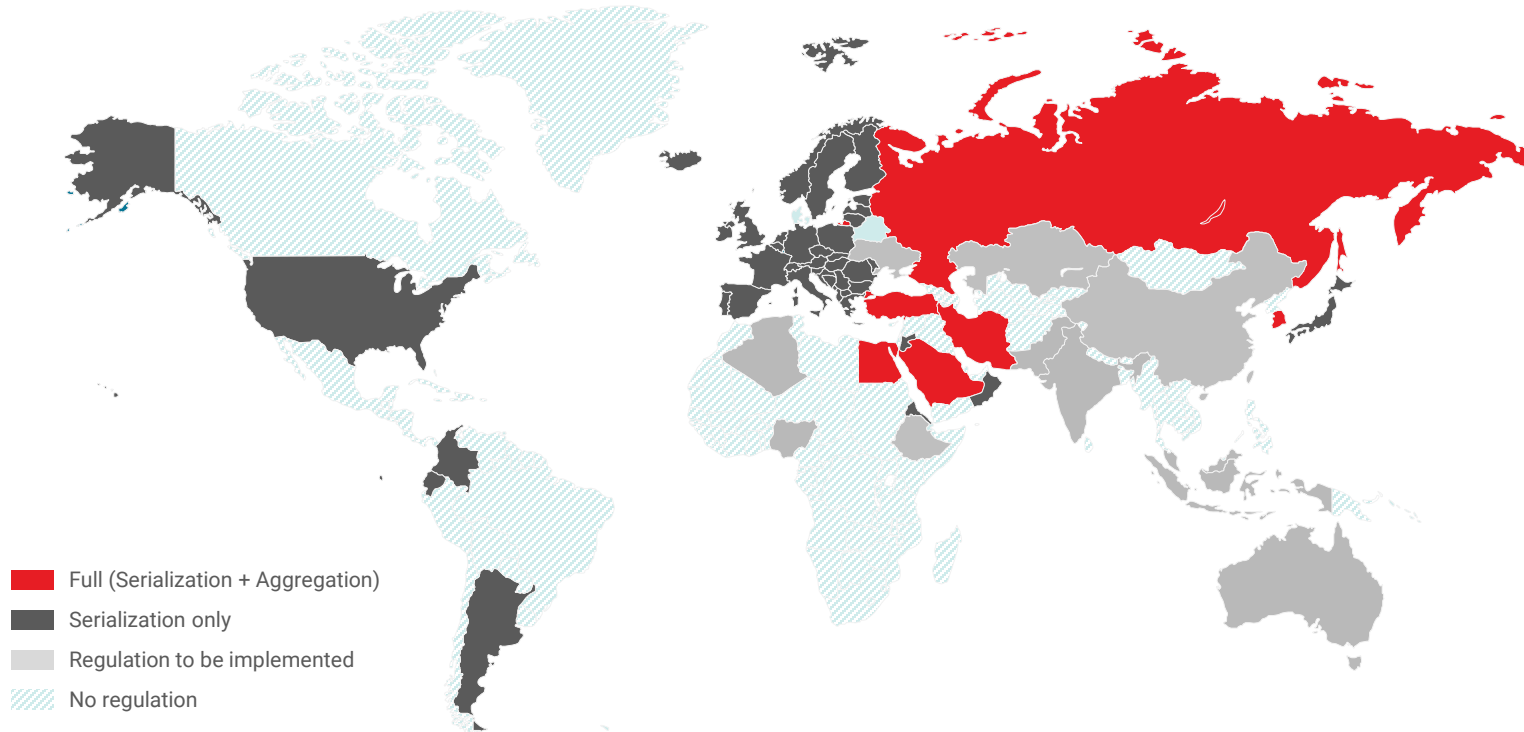 Full (Serialization + Aggregation)
Serialization only
Regulation to be implemented
No regulation